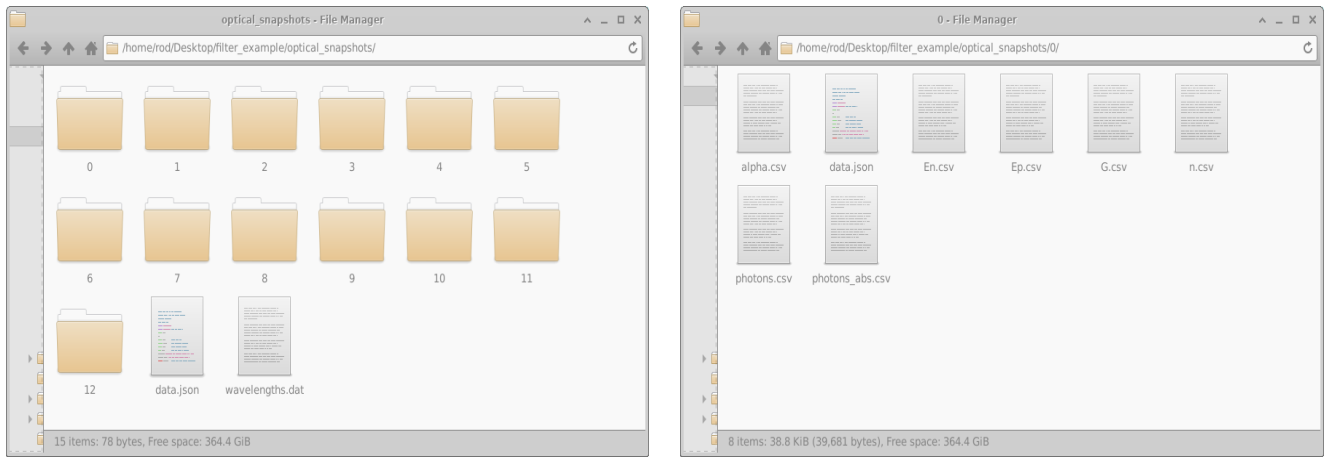 optical_snapshots - File Manager
/home/rod/Desktop/filter_example/optical_snapshots/
0 1 2 3 4 5
6 7 8 9 10 11
12 data.json wavelengths.dat
15 items: 78 bytes, Free space: 364.4 GiB
0 - File Manager
/home/rod/Desktop/filter_example/optical_snapshots/0/
alpha.csv data.json En.csv Ep.csv G.csv n.csv
photons.csv photons_abs.csv
8 items: 38.8 KiB (39,681 bytes), Free space: 364.4 GiB